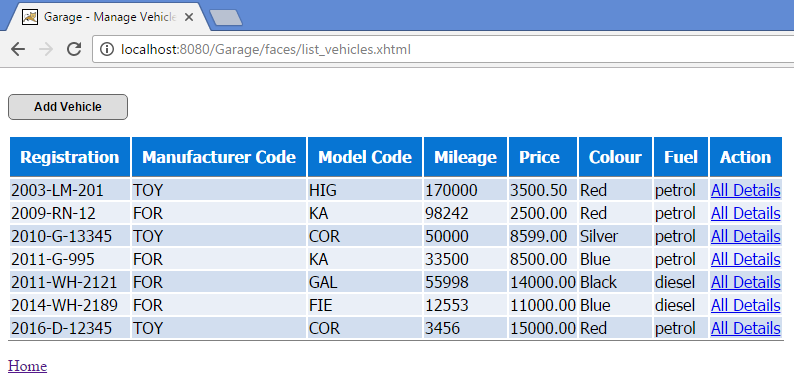 Garage - Manage Vehicle
localhost:8080/Garage/faces/list_vehicles.xhtml
Add Vehicle
Registration Manufacturer Code Model Code Mileage Price Colour Fuel Action
2003-LM-201 TOY HIG 170000 3500.50 Red petrol All Details
2009-RN-12 FOR KA 98242 2500.00 Red petrol All Details
2010-G-13345 TOY COR 50000 8599.00 Silver petrol All Details
2011-G-995 FOR KA 33500 8500.00 Blue petrol All Details
2011-WH-2121 FOR GAL 55998 14000.00 Black diesel All Details
2014-WH-2189 FOR FIE 12553 11000.00 Blue diesel All Details
2016-D-12345 TOY COR 3456 15000.00 Red petrol All Details
Home